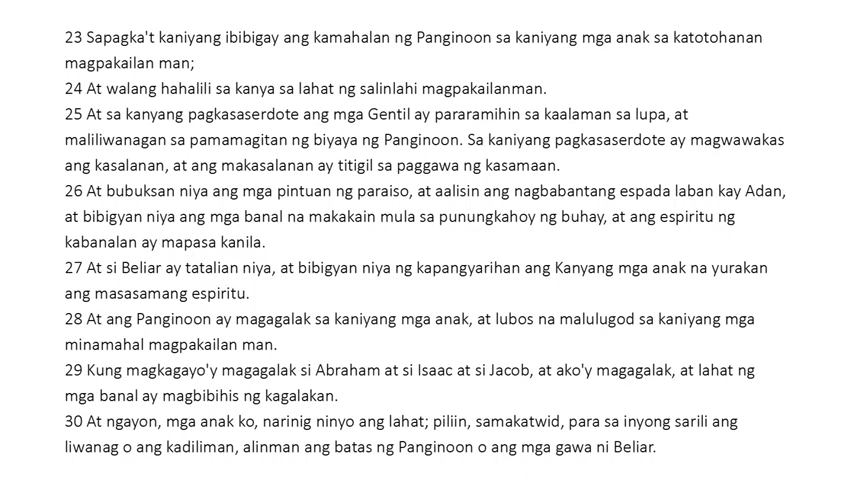 23 Sapagka't kaniyang ibibigay ang kamahalan ng Panginoon sa kaniyang mga anak sa katotohanan
magpakailan man;
24 At walang hahalili sa kanya sa lahat ng salinlahi magpakailanman.
25 At sa kanyang pagkasaserdote ang mga Gentil ay pararamihin sa kaalaman sa lupa, at
maliliwanagan sa pamamagitan ng biyaya ng Panginoon. Sa kaniyang pagkasaserdote ay magwawakas
ang kasalanan, at ang makasalanan ay titigil sa paggawa ng kasamaan.
26 At bubuksan niya ang mga pintuan ng paraiso, at aalisin ang nagbabantang espada laban kay Adan,
at bibigyan niya ang mga banal na makakain mula sa punungkahoy ng buhay, at ang espiritu ng
kabanalan ay mapasa kanila.
27 At si Beliar ay tatalian niya, at bibigyan niya ng kapangyarihan ang Kanyang mga anak na yurakan
ang masasamang espiritu.
28 At ang Panginoon ay magagalak sa kaniyang mga anak, at lubos na malulugod sa kaniyang mga
minamahal magpakailan man.
29 Kung magkagayo'y magagalak si Abraham at si Isaac at si Jacob, at ako'y magagalak, at lahat ng
mga banal ay magbibihis ng kagalakan.
30 At ngayon, mga anak ko, narinig ninyo ang lahat; piliin, samakatwid, para sa inyong sarili ang
liwanag o ang kadiliman, alinman ang batas ng Panginoon o ang mga gawa ni Beliar.